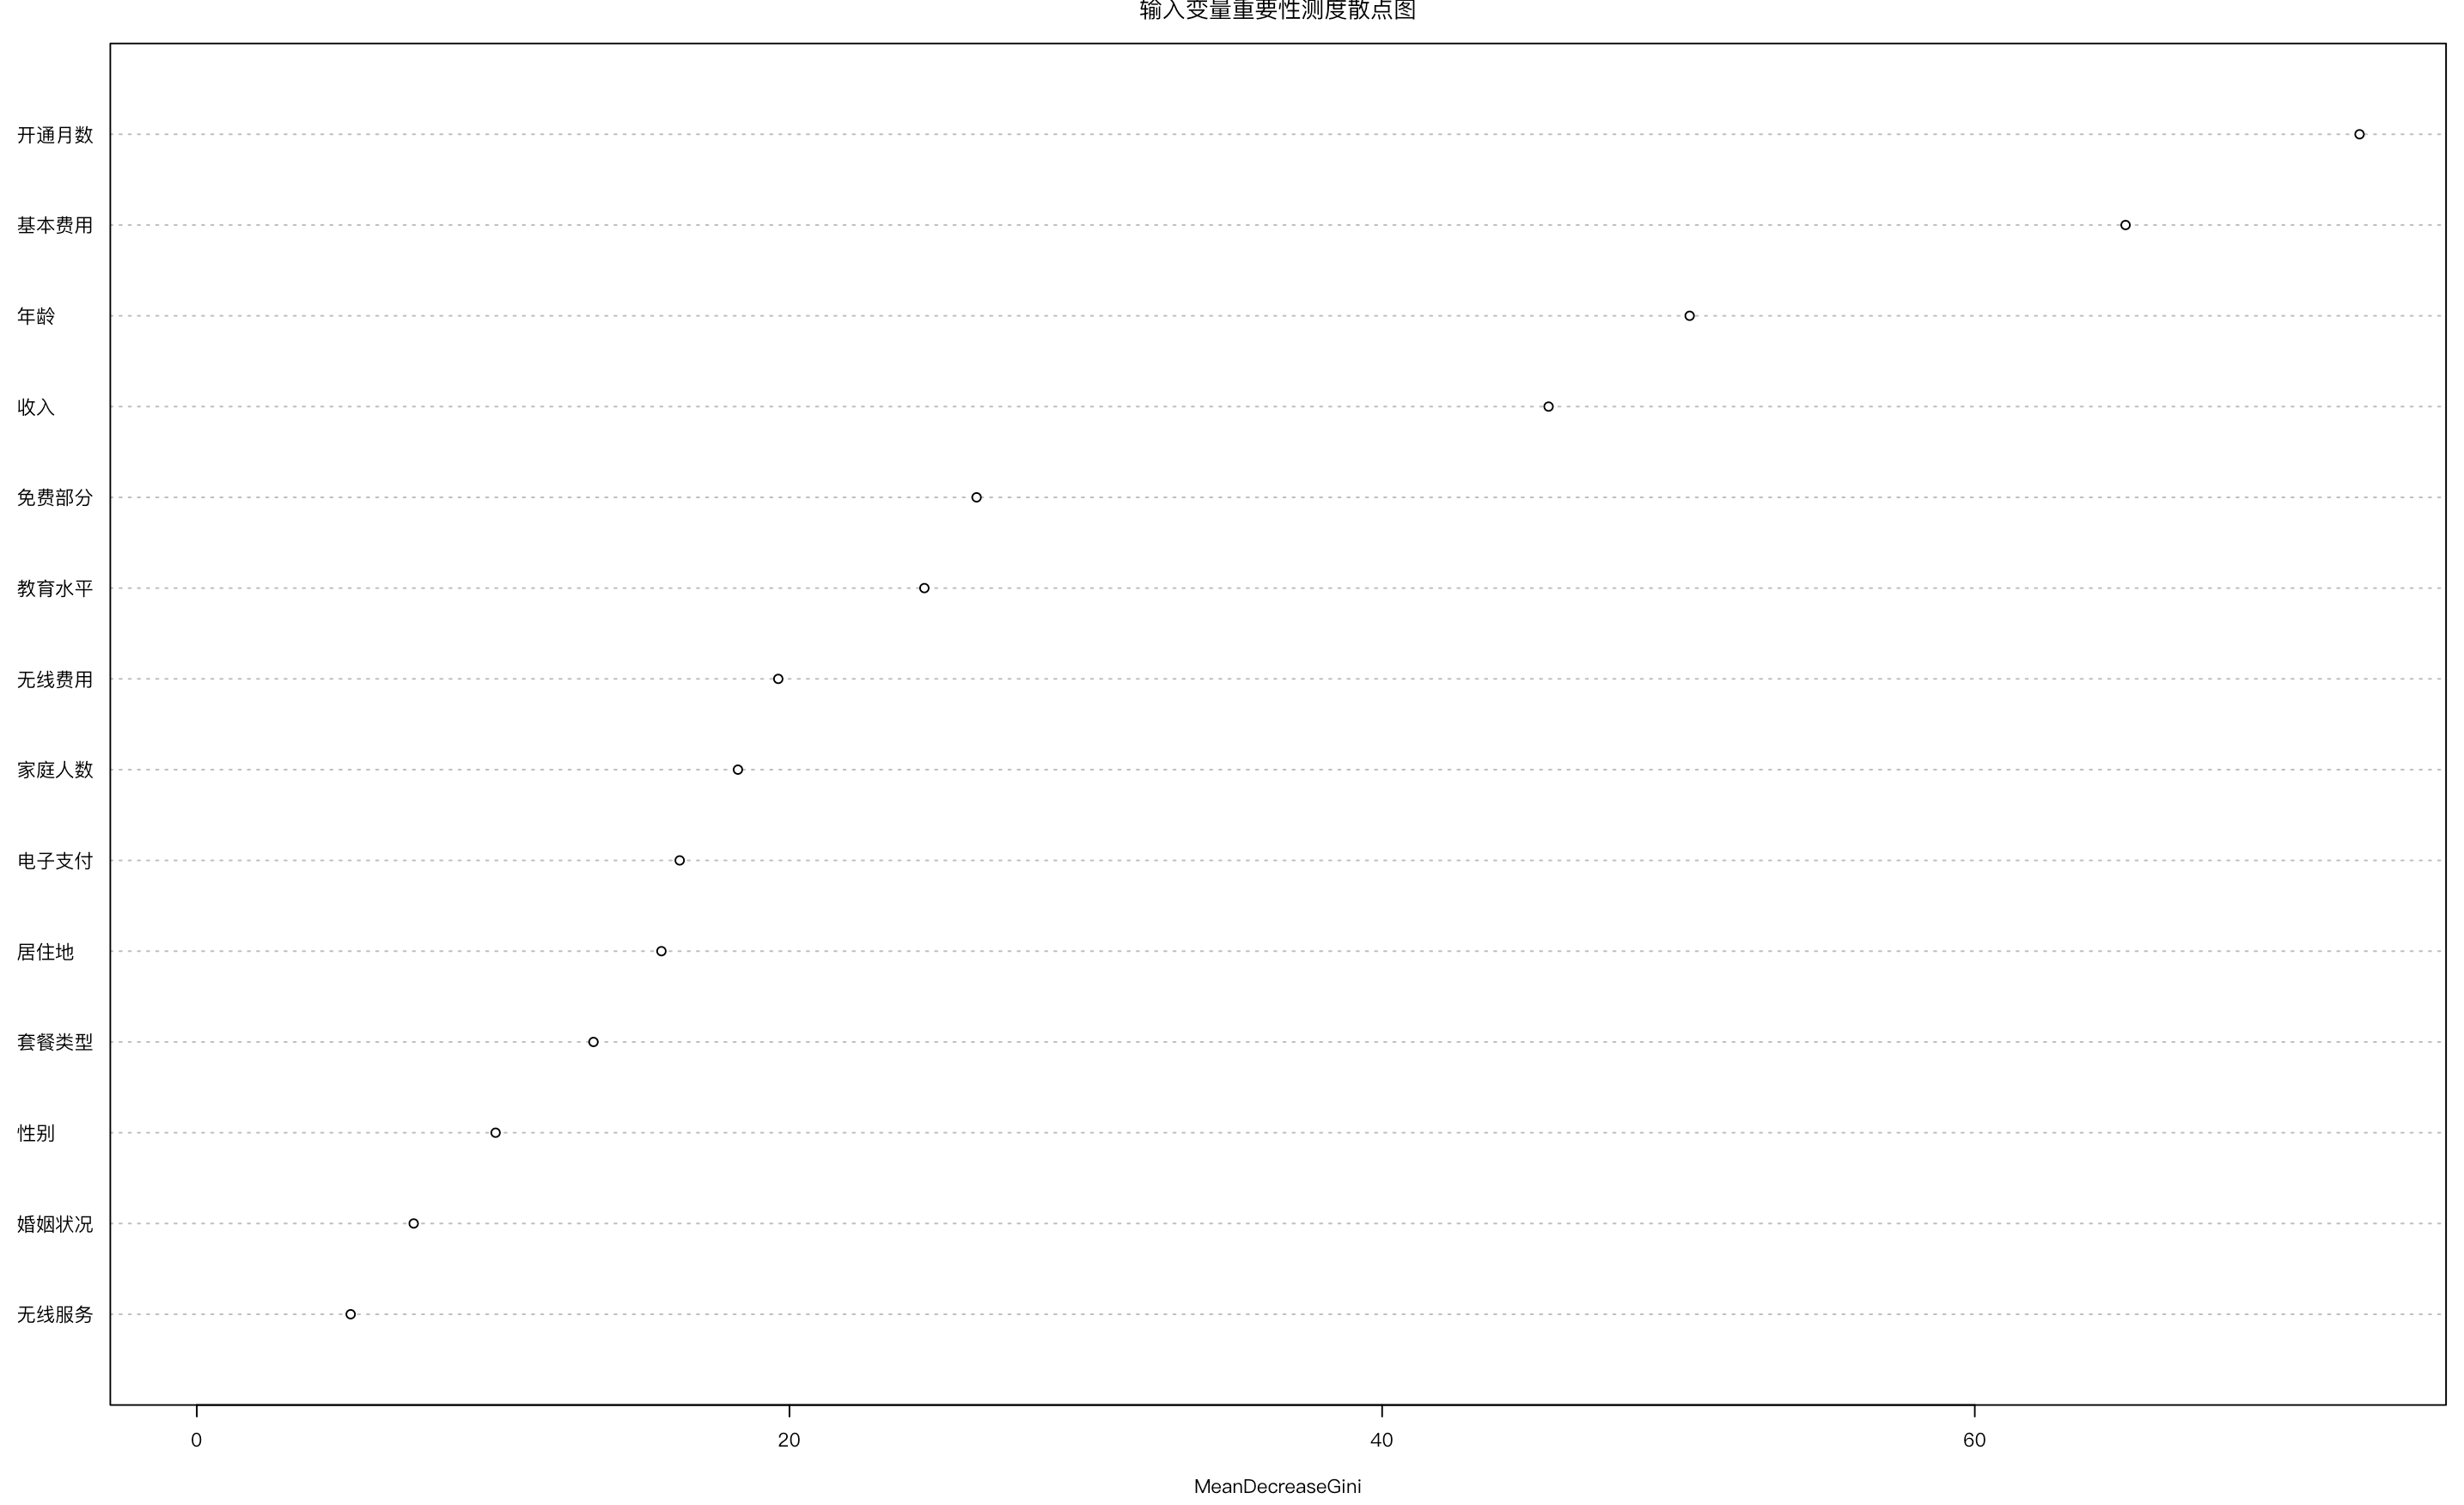 输入变量重要性测度散点图
开通月数
基本费用
年龄
收入
免费部分
教育水平
无线费用
家庭人数
电子支付
居住地
套餐类型
性别
婚姻状况
无线服务
0 20 40 60
MeanDecreaseGini